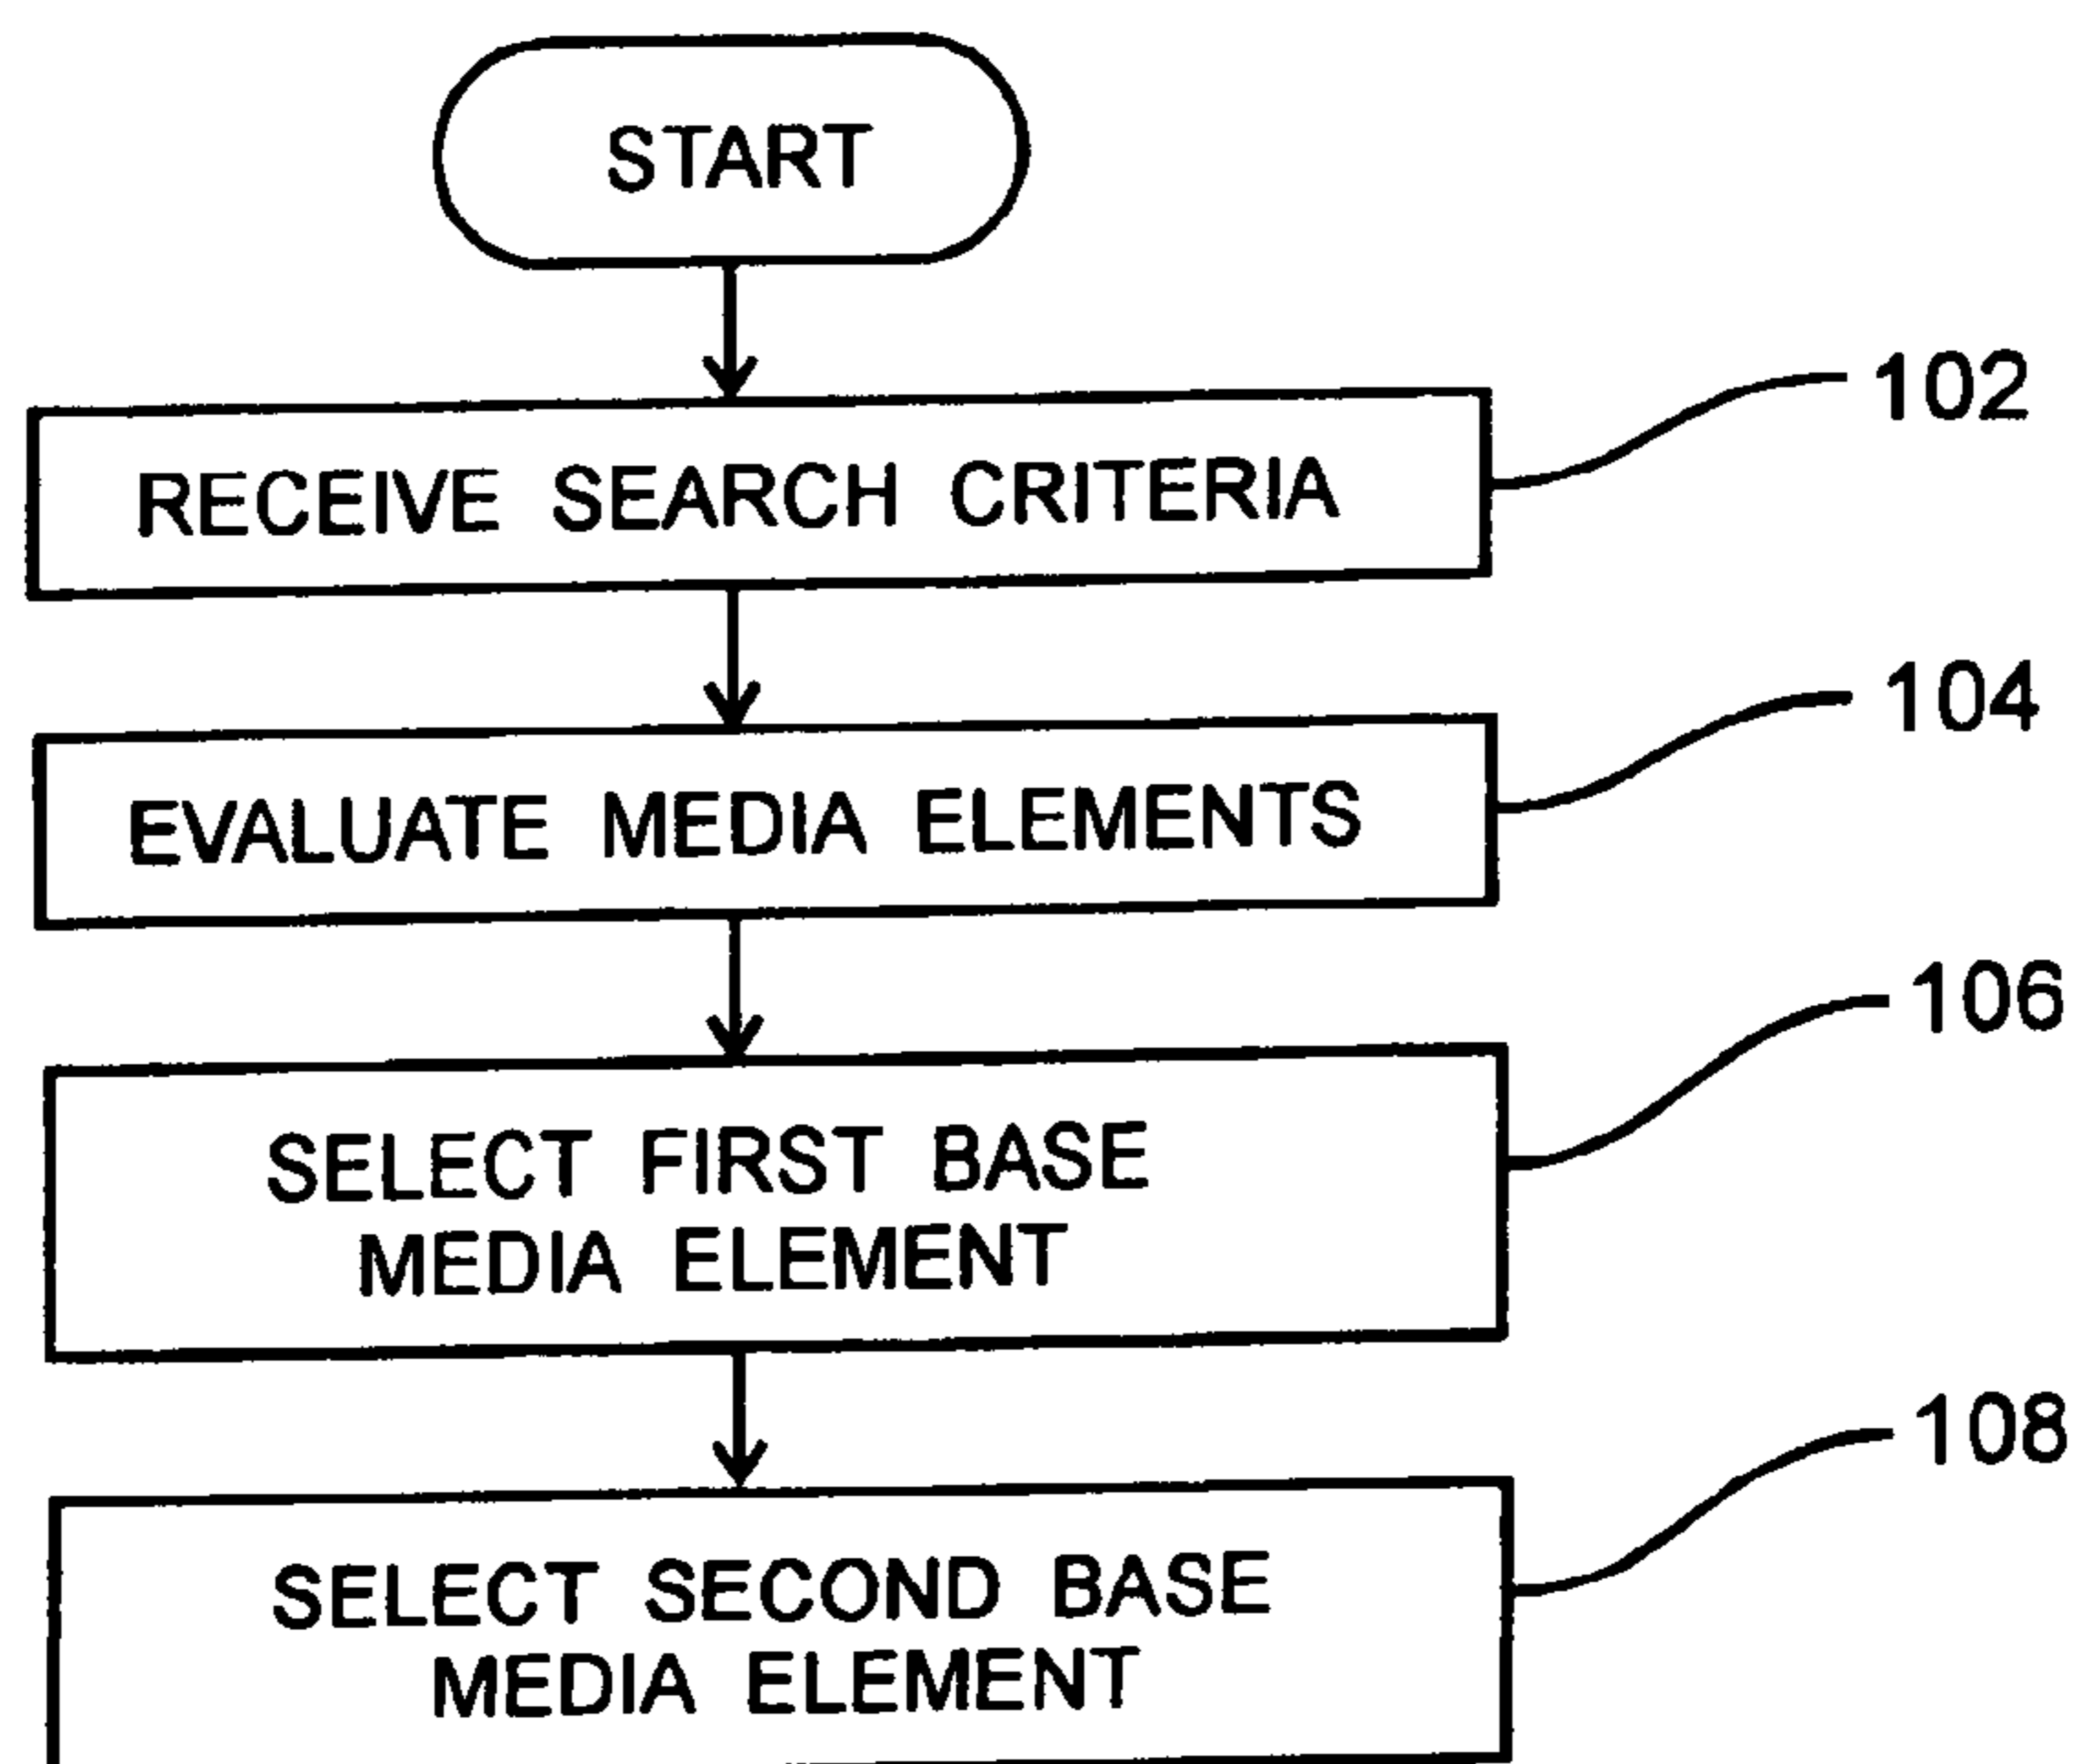 START
102
RECEIVE SEARCH CRITERIA
104
EVALUATE MEDIA ELEMENTS
106
SELECT FIRST BASE
MEDIA ELEMENT
108
SELECT SECOND BASE
MEDIA ELEMENT